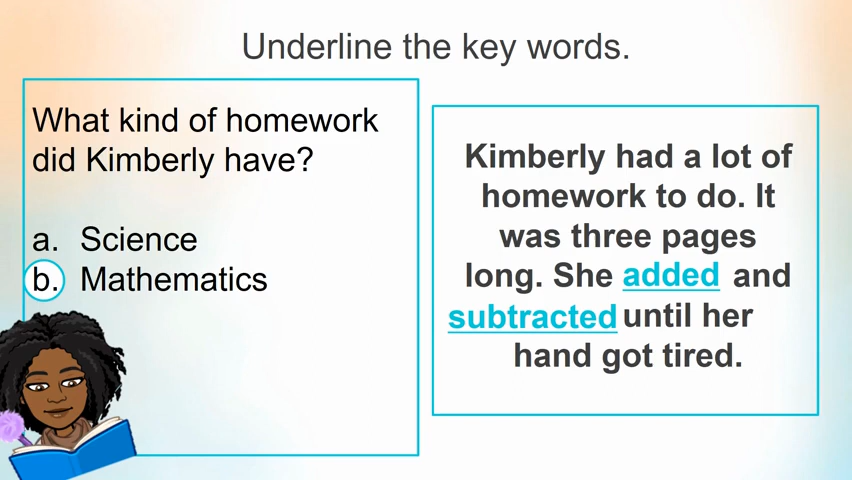 Underline the key words.
What kind of homework
did Kimberly have?
a. Science
b. Mathematics
Kimberly had a lot of
homework to do. It
was three pages
long. She added and
subtracted until her
hand got tired.